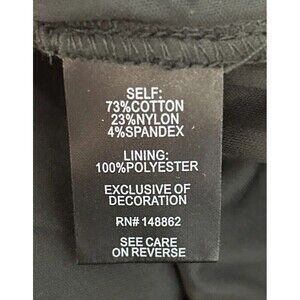 SELF:
73%COTTON
23%NYLON
4%SPANDEX
LINING:
100%POLYESTER
EXCLUSIVE OF
DECORATION
RN# 148862
SEE CARE
ON REVERSE